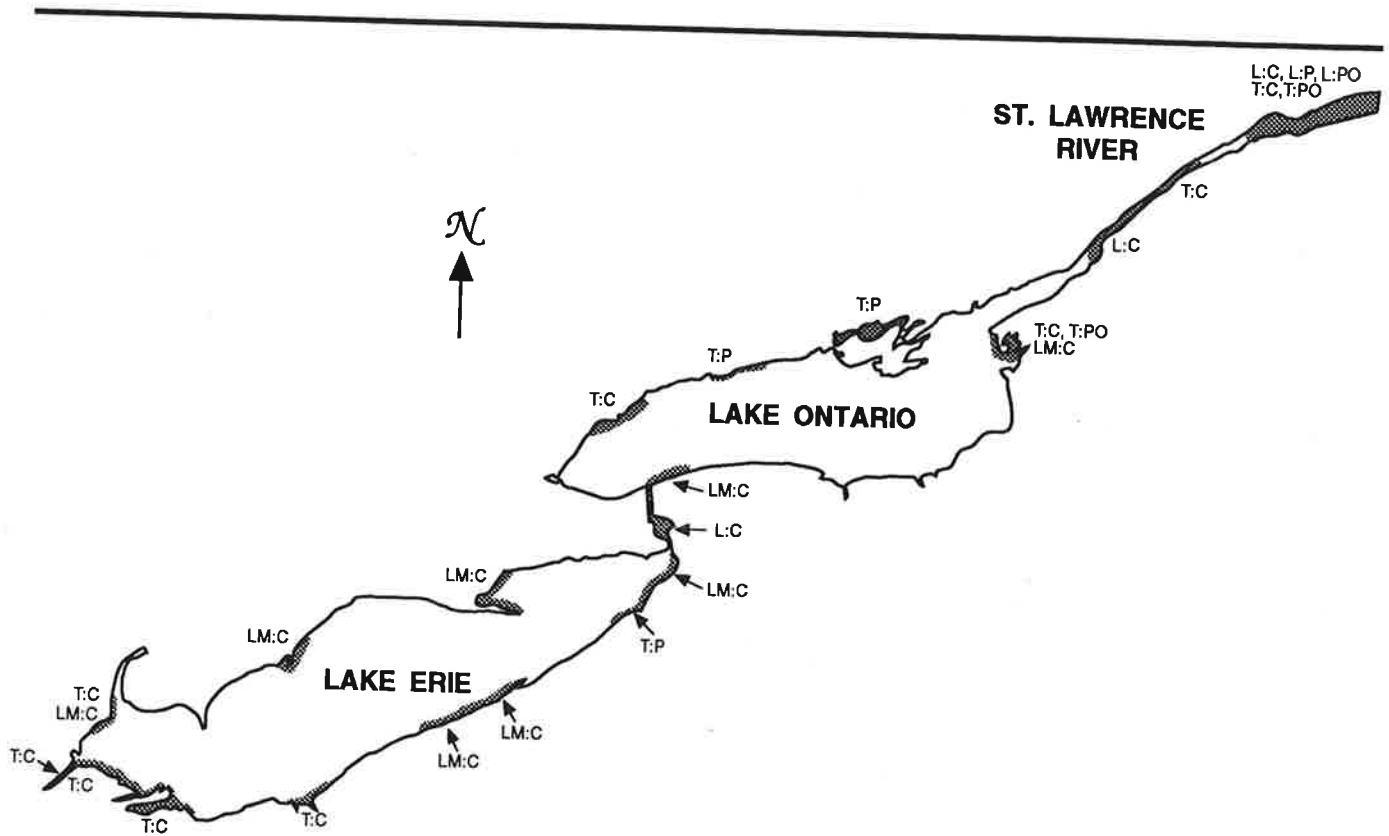 L:C, L:P, L:PO
T:C, T:PO
ST. LAWRENCE
RIVER
T:C
N
L:C
T:P
T:C, T:PO
LM:C
T:P
T:C
LAKE ONTARIO
LM:C
L:C
LM:C
LM:C
LM:C
T:P
LAKE ERIE
T:C
LM:C
LM:C
LM:C
T:C
T:C
T:C
T:C